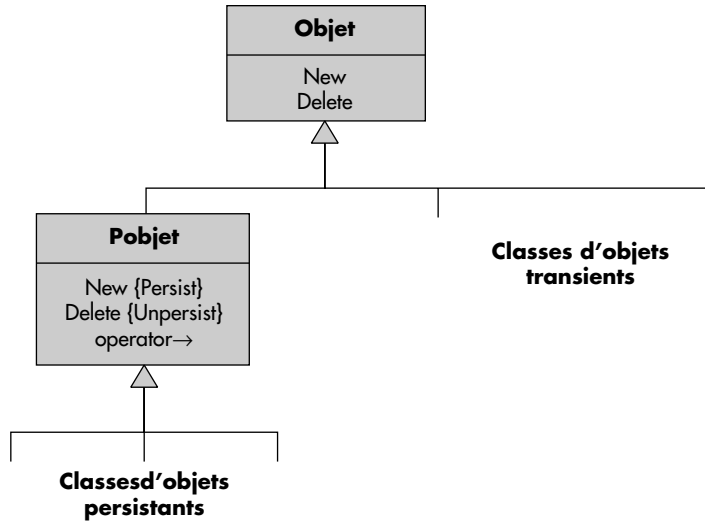 Objet
New
Delete
Pobjet
New {Persist}
Delete {Unpersist}
operator→
Classes d’objets
transients
Classesd’objets
persistants